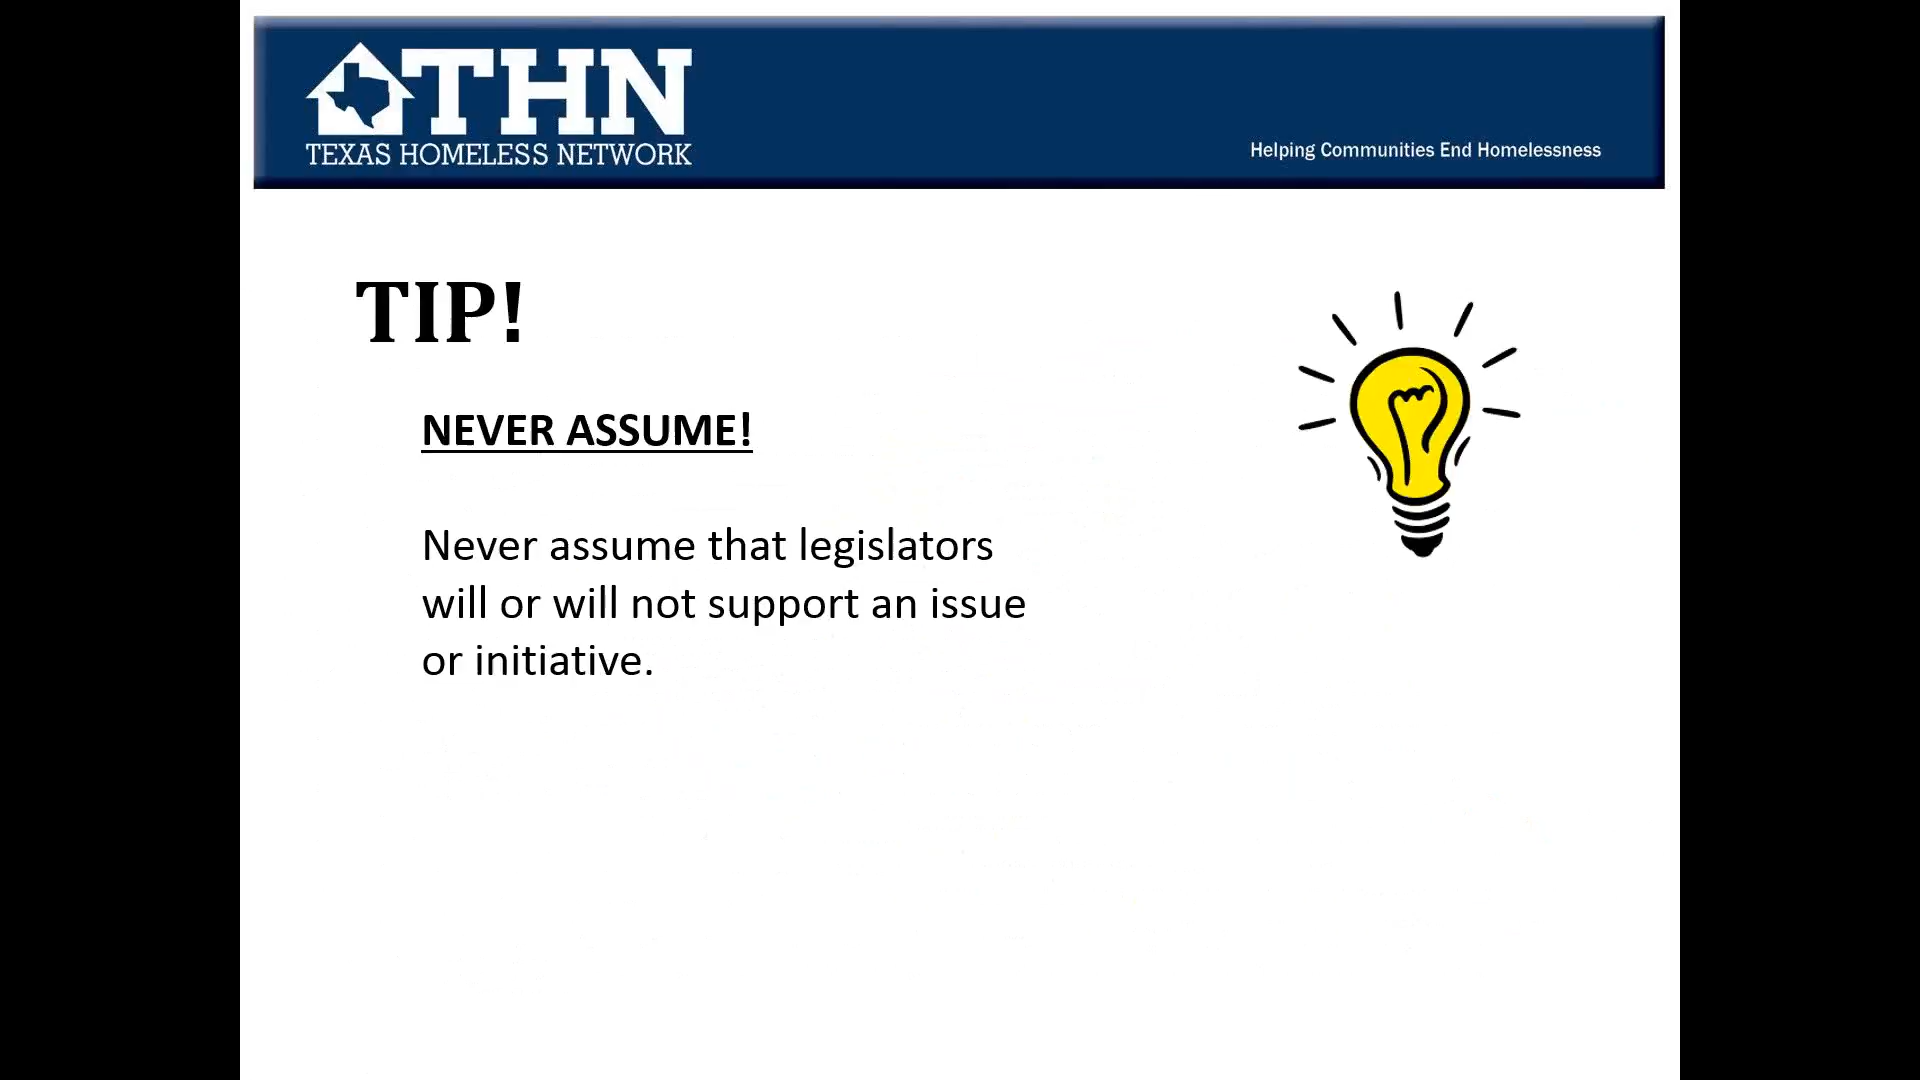 THN
TEXAS HOMELESS NETWORK
Helping Communities End Homelessness
TIP!
NEVER ASSUME!
Never assume that legislators
will or will not support an issue
or initiative.